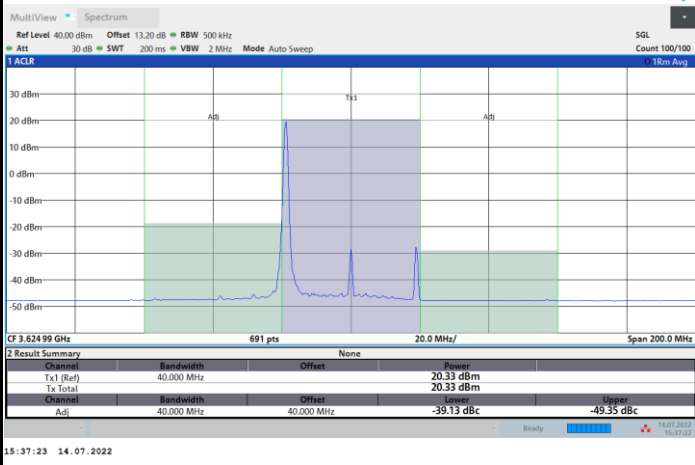 MultiView Spectrum
Ref Level 40.00 dBm Offset 13.20 dB RBW 500 kHz SGL
Att 30 dB SWT 200 ms VBW 2 MHz Mode Auto Sweep Count 100/100
1 ACLR 1Rm Avg
30 dBm
Tx1
20 dBm Adj Adj
10 dBm
0 dBm
-10 dBm
-20 dBm
-30 dBm
-40 dBm
-50 dBm
CF 3.624 99 GHz 691 pts 20.0 MHz/ Span 200.0 MHz
2 Result Summary None
Channel Bandwidth Offset Power
Tx1 (Ref) 40.000 MHz 20.33 dBm
Tx Total 20.33 dBm
Channel Bandwidth Offset Lower Upper
Adj 40.000 MHz 40.000 MHz -39.13 dBc -49.35 dBc
Ready 14.07.2022
15:37:22
15:37:23 14.07.2022